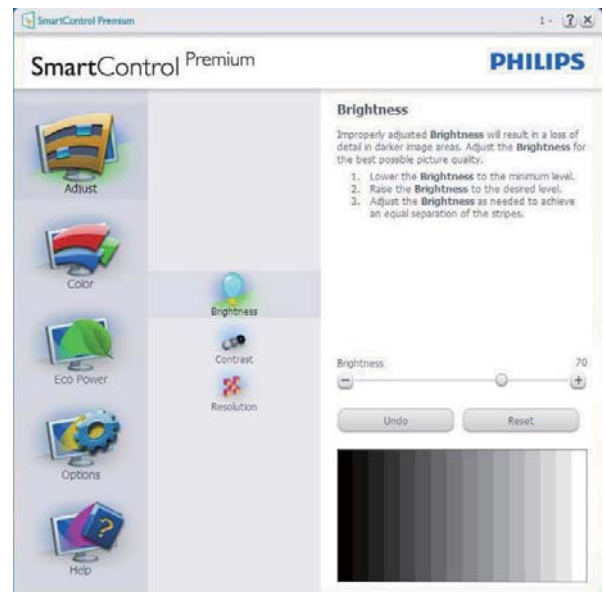 SmartControl Premium
1 - ? X
SmartControl Premium
PHILIPS
Adjust
Color
Eco Power
Options
Help
Brightness
Contrast
Resolution
Brightness
Improperly adjusted Brightness will result in a loss of
detail in darker image areas. Adjust the Brightness for
the best possible picture quality.
1. Lower the Brightness to the minimum level.
2. Raise the Brightness to the desired level.
3. Adjust the Brightness as needed to achieve
an equal separation of the stripes.
Brightness 70
Undo Reset